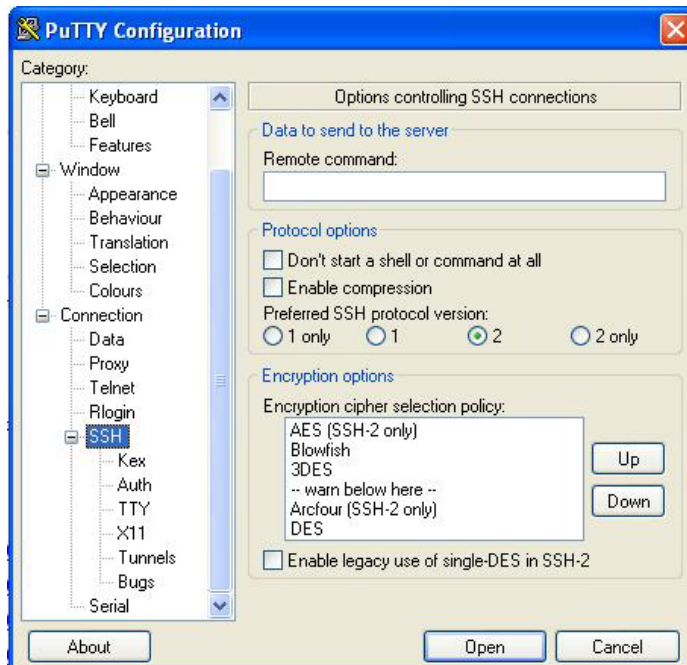 PuTTY Configuration
Category:
Keyboard
Bell
Features
Window
Appearance
Behaviour
Translation
Selection
Colours
Connection
Data
Proxy
Telnet
Rlogin
SSH
Kex
Auth
TTY
X11
Tunnels
Bugs
Serial
Options controlling SSH connections
Data to send to the server
Remote command:
Protocol options
Don't start a shell or command at all
Enable compression
Preferred SSH protocol version:
1 only 1 2 2 only
Encryption options
Encryption cipher selection policy:
AES (SSH-2 only)
Blowfish
3DES
-- warn below here --
Arcfour (SSH-2 only)
DES
Up
Down
Enable legacy use of single-DES in SSH-2
About Open Cancel